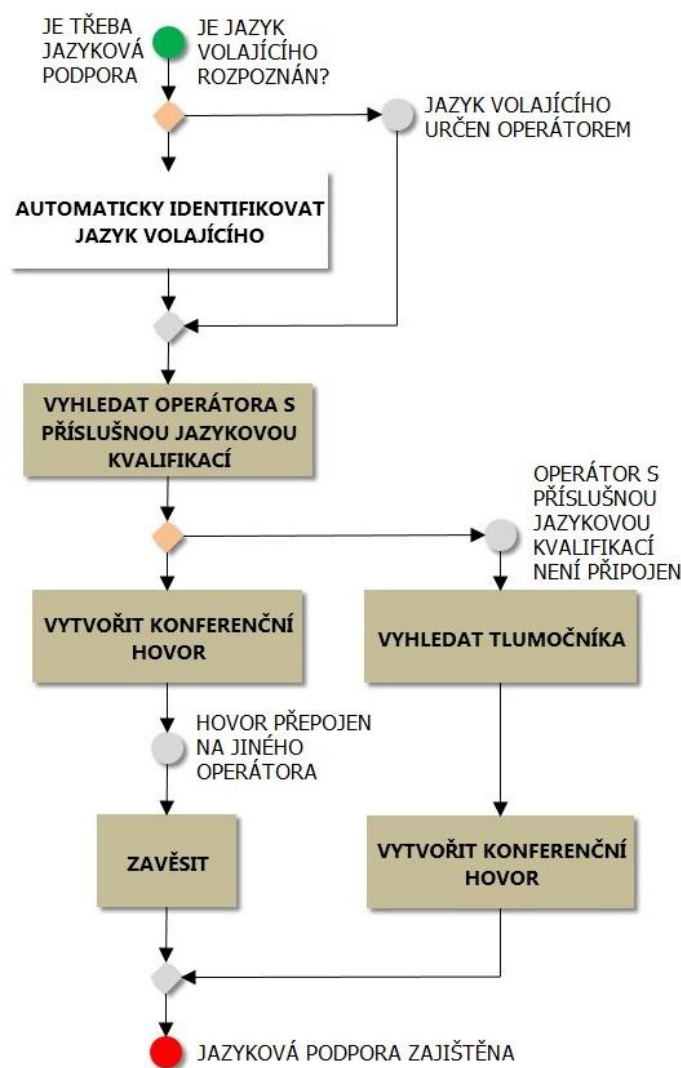 JE TŘEBA
JAZYKOVÁ
PODPORA
JE JAZYK
VOLAJÍCÍHO
ROZPOZNÁN?
JAZYK VOLAJÍCÍHO
URČEN OPERÁTOREM
AUTOMATICKY IDENTIFIKOVAT
JAZYK VOLAJÍCÍHO
VYHLEDAT OPERÁTORA S
PŘÍSLUŠNOU JAZYKOVOU
KVALIFIKACÍ
OPERÁTOR S
PŘÍSLUŠNOU
JAZYKOVOU
KVALIFIKACÍ
NENÍ PŘIPOJEN
VYTVOŘIT KONFERENČNÍ
HOVOR
VYHLEDAT TLUMOČNÍKA
HOVOR PŘEPOJEN
NA JINÉHO
OPERÁTORA
ZAVĚSIT
VYTVOŘIT KONFERENČNÍ
HOVOR
JAZYKOVÁ PODPORA ZAJIŠTĚNA